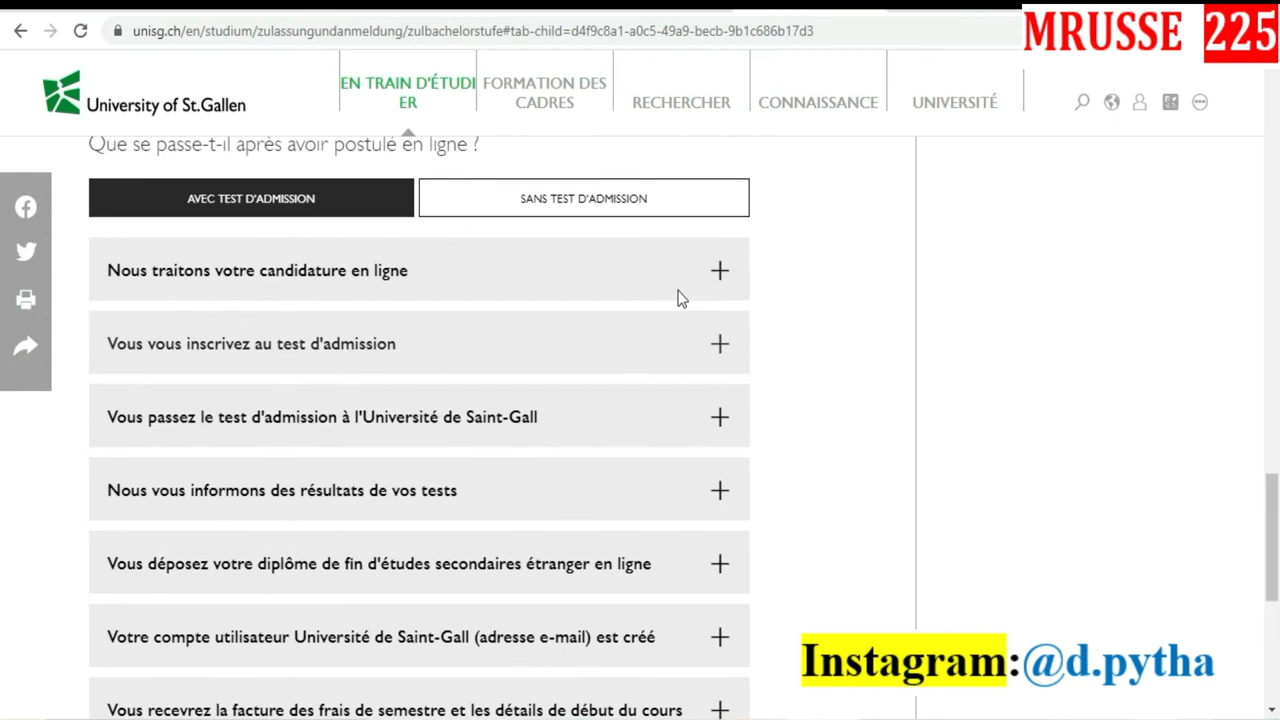 unisg.ch/en/studium/zulassungundanmeldung/zulbachelorstufe#tab-child=d4f9c8a1-a0c5-49a9-becb-9b1c686b17d3
MRUSSE 225
University of St.Gallen
EN TRAIN D'ÉTUDI
ER
FORMATION DES
CADRES
RECHERCHER
CONNAISSANCE
UNIVERSITÉ
Que se passe-t-il après avoir postulé en ligne ?
AVEC TEST D'ADMISSION
SANS TEST D'ADMISSION
Nous traitons votre candidature en ligne
Vous vous inscrivez au test d'admission
Vous passez le test d'admission à l'Université de Saint-Gall
Nous vous informons des résultats de vos tests
Vous déposez votre diplôme de fin d'études secondaires étranger en ligne
Votre compte utilisateur Université de Saint-Gall (adresse e-mail) est créé
Vous recevrez la facture des frais de semestre et les détails de début du cours
Instagram:@d.pytha